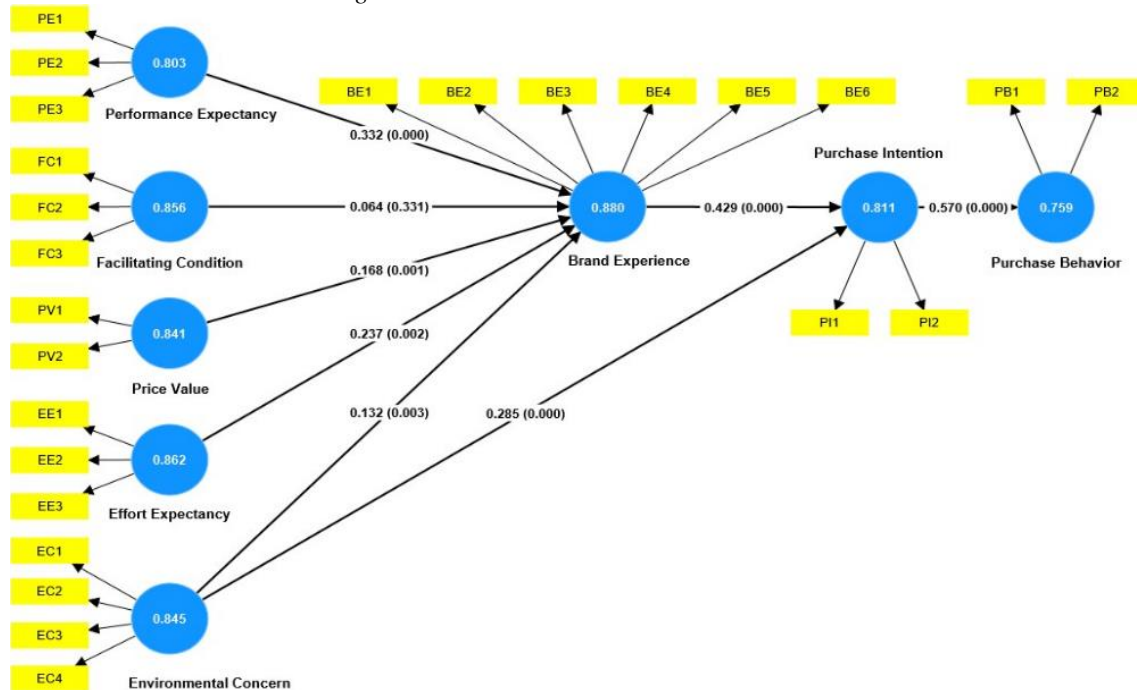 g
PE1
PE2
PE3
0.803
Performance Expectancy
0.332 (0.000)
BE1
BE2
BE3
BE4
BE5
BE6
PB1
PB2
FC1
FC2
FC3
0.856
Facilitating Condition
0.064 (0.331)
0.880
Brand Experience
0.429 (0.000)
Purchase Intention
0.811
0.570 (0.000)
0.759
Purchase Behavior
PI1
PI2
PV1
PV2
0.841
Price Value
0.168 (0.001)
EE1
EE2
EE3
0.862
Effort Expectancy
0.237 (0.002)
EC1
EC2
EC3
EC4
0.845
Environmental Concern
0.132 (0.003)
0.285 (0.000)